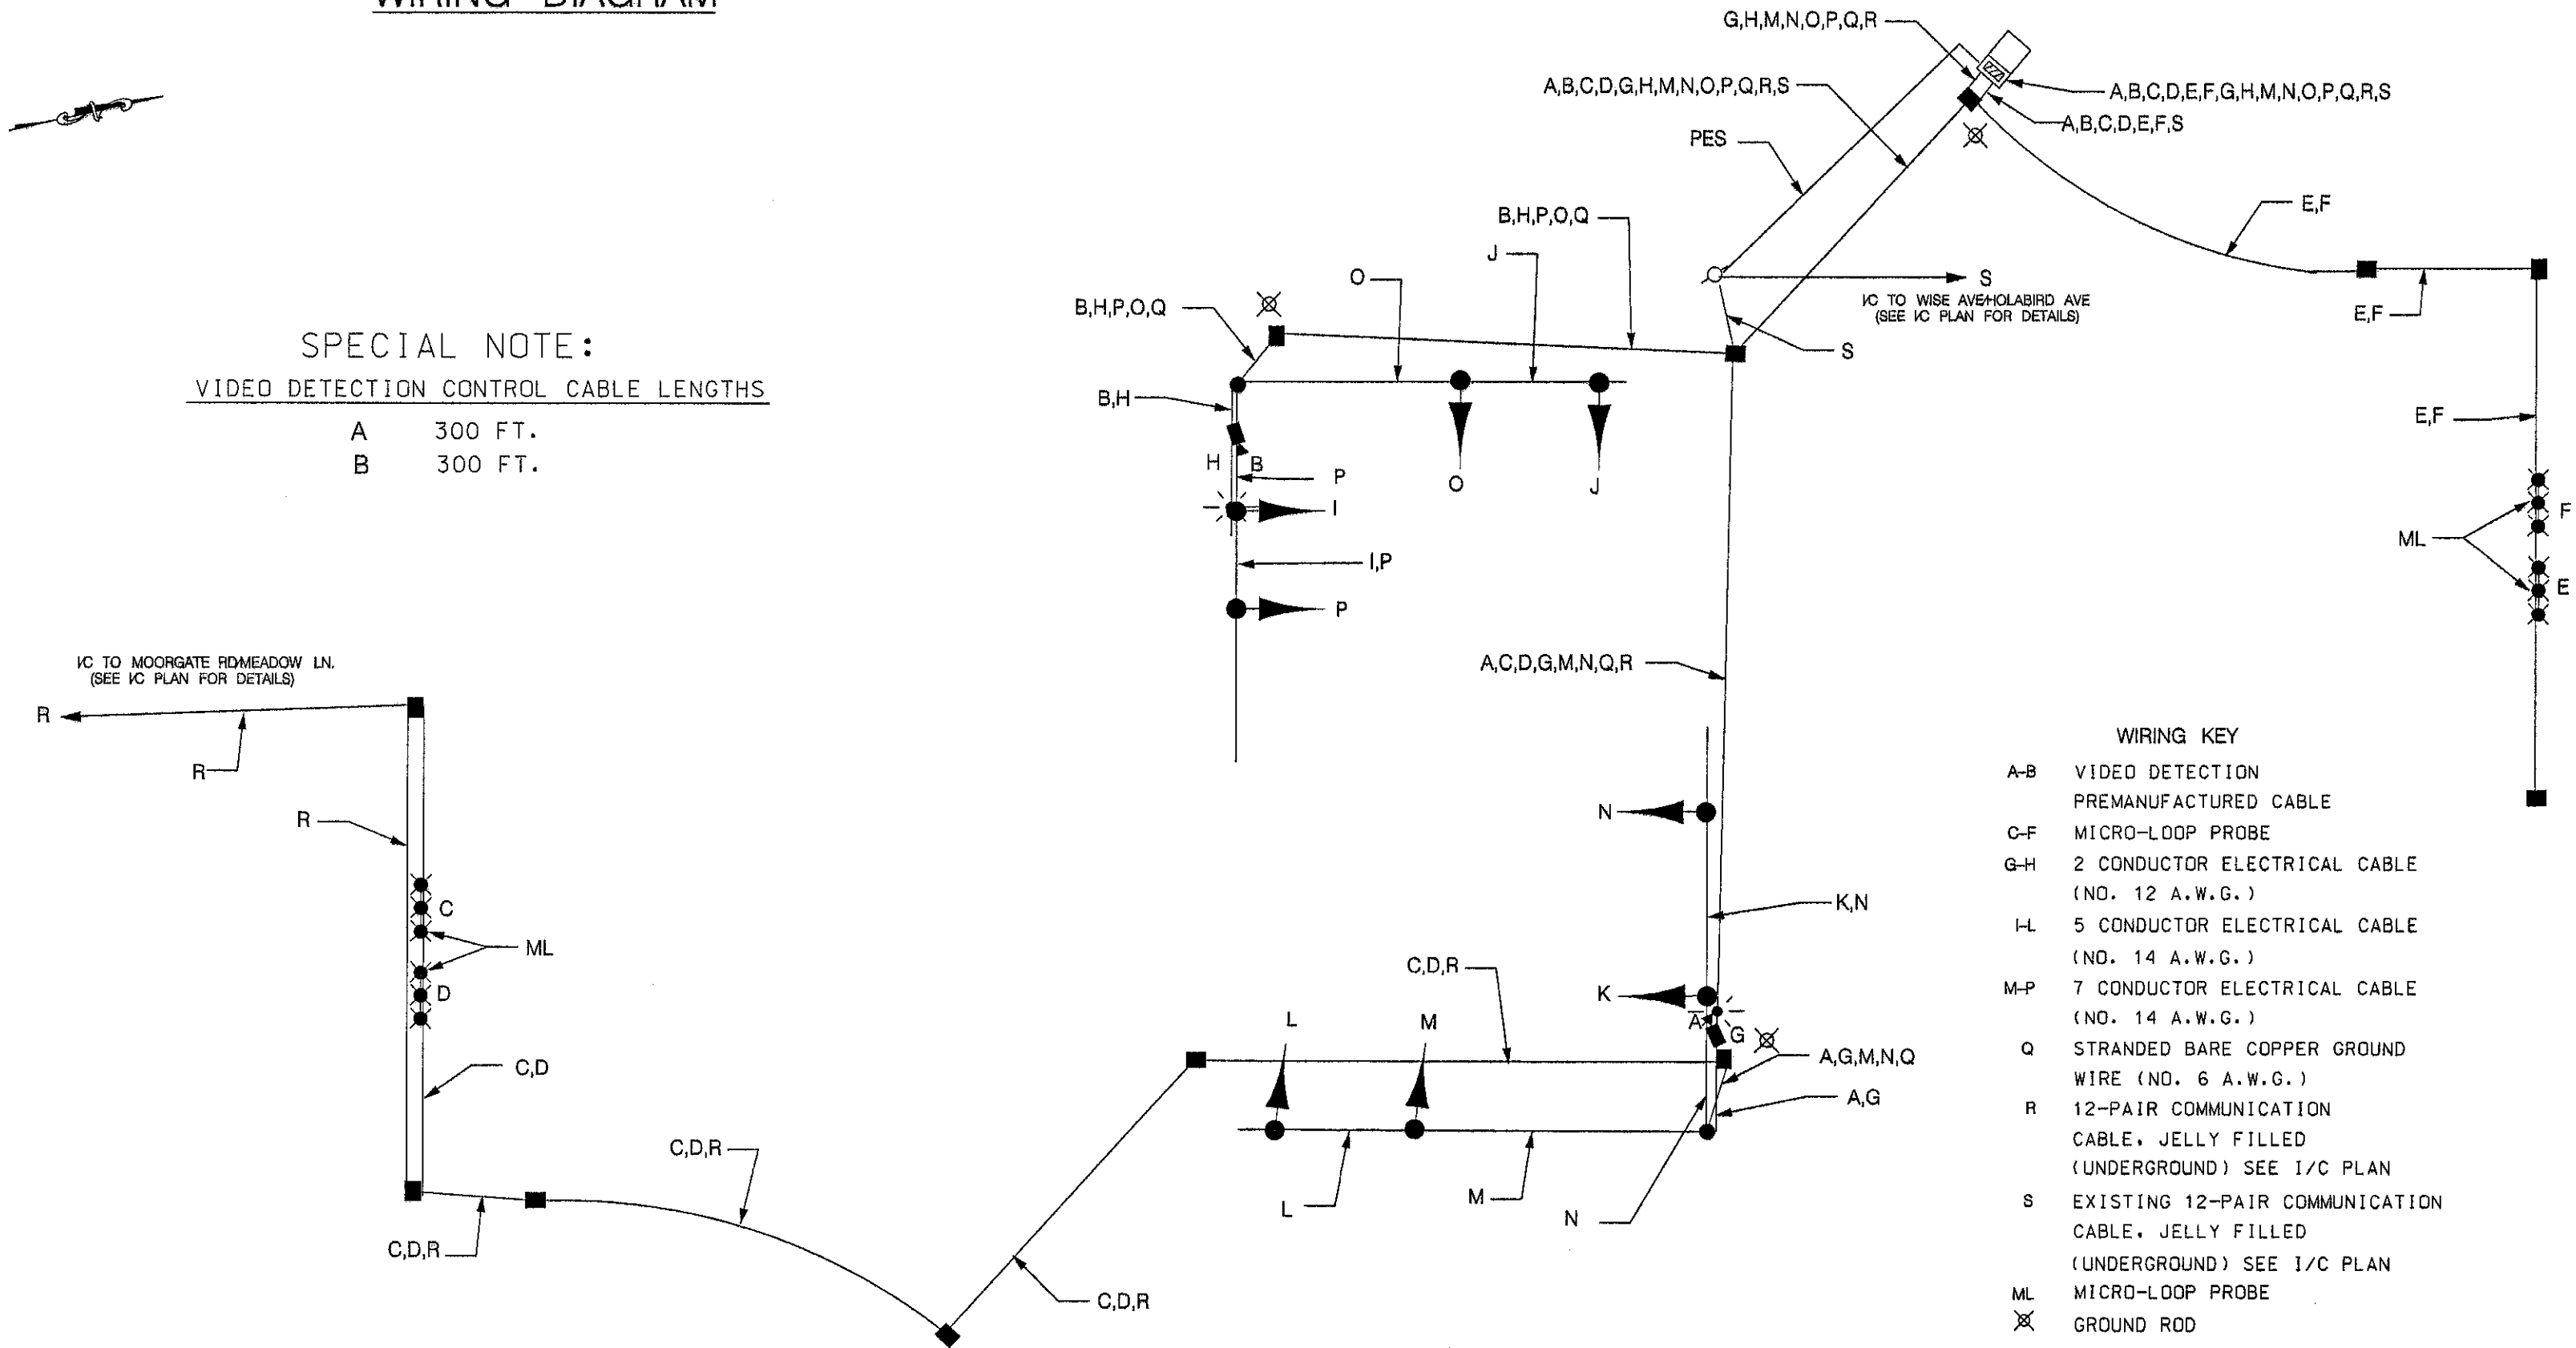 WIRING DIAGRAM
G,H,M,N,O,P,Q,R
A,B,C,D,G,H,M,N,O,P,Q,R,S
A,B,C,D,E,F,G,H,M,N,O,P,Q,R,S
A,B,C,D,E,F,S
PES
E,F
B,H,P,O,Q
J
O
S
I/C TO WISE AVE/HOLABIRD AVE
(SEE I/C PLAN FOR DETAILS)
E,F
B,H,P,O,Q
S
SPECIAL NOTE:
VIDEO DETECTION CONTROL CABLE LENGTHS
A 300 FT.
B 300 FT.
B,H
E,F
H B
P
O
J
I
F
ML
I,P
E
P
I/C TO MOORGATE RD/MEADOW LN.
(SEE I/C PLAN FOR DETAILS)
A,C,D,G,M,N,Q,R
R
R
R
N
C
ML
D
K,N
C,D,R
K
A
G
L
M
A,G,M,N,Q
C,D
A,G
C,D,R
L
M
N
C,D,R
C,D,R
WIRING KEY
A-B VIDEO DETECTION
PREMANUFACTURED CABLE
C-F MICRO-LOOP PROBE
G-H 2 CONDUCTOR ELECTRICAL CABLE
(NO. 12 A.W.G.)
I-L 5 CONDUCTOR ELECTRICAL CABLE
(NO. 14 A.W.G.)
M-P 7 CONDUCTOR ELECTRICAL CABLE
(NO. 14 A.W.G.)
Q STRANDED BARE COPPER GROUND
WIRE (NO. 6 A.W.G.)
R 12-PAIR COMMUNICATION
CABLE. JELLY FILLED
(UNDERGROUND) SEE I/C PLAN
S EXISTING 12-PAIR COMMUNICATION
CABLE. JELLY FILLED
(UNDERGROUND) SEE I/C PLAN
ML MICRO-LOOP PROBE
GROUND ROD